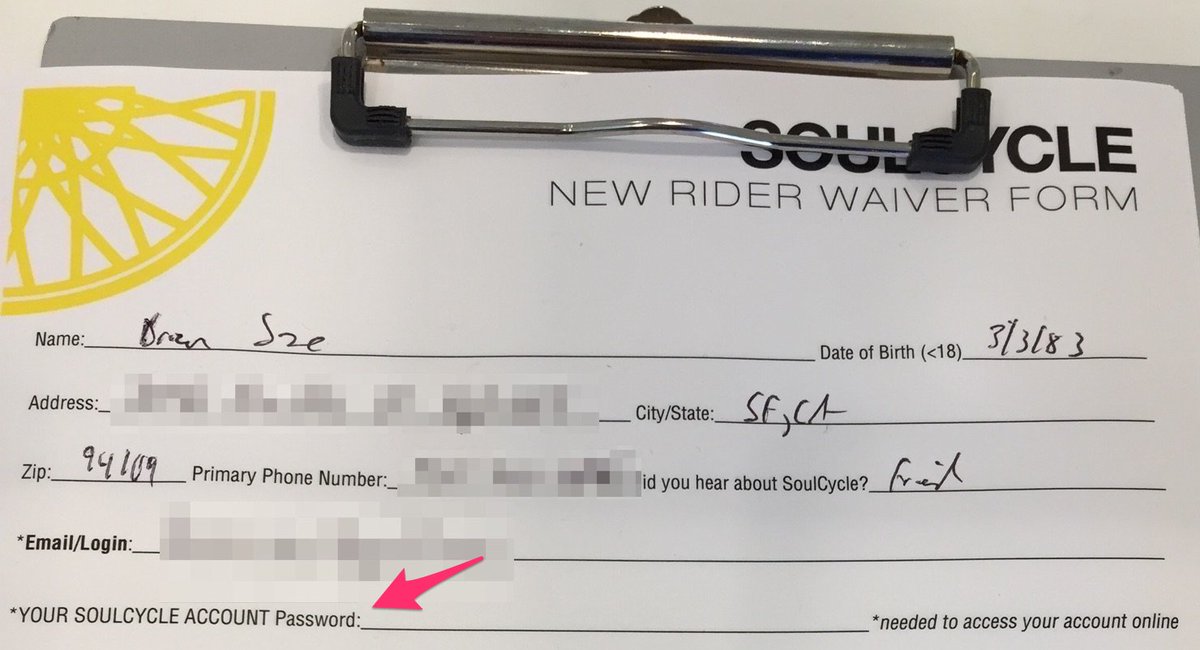 SOULCYCLE
NEW RIDER WAIVER FORM
Name: Sze Date of Birth (<18) 3/3/83
Address: City/State: SF, CA
Zip: 94109 Primary Phone Number: id you hear about SoulCycle? Friend
*Email/Login:
*YOUR SOULCYCLE ACCOUNT Password: *needed to access your account online